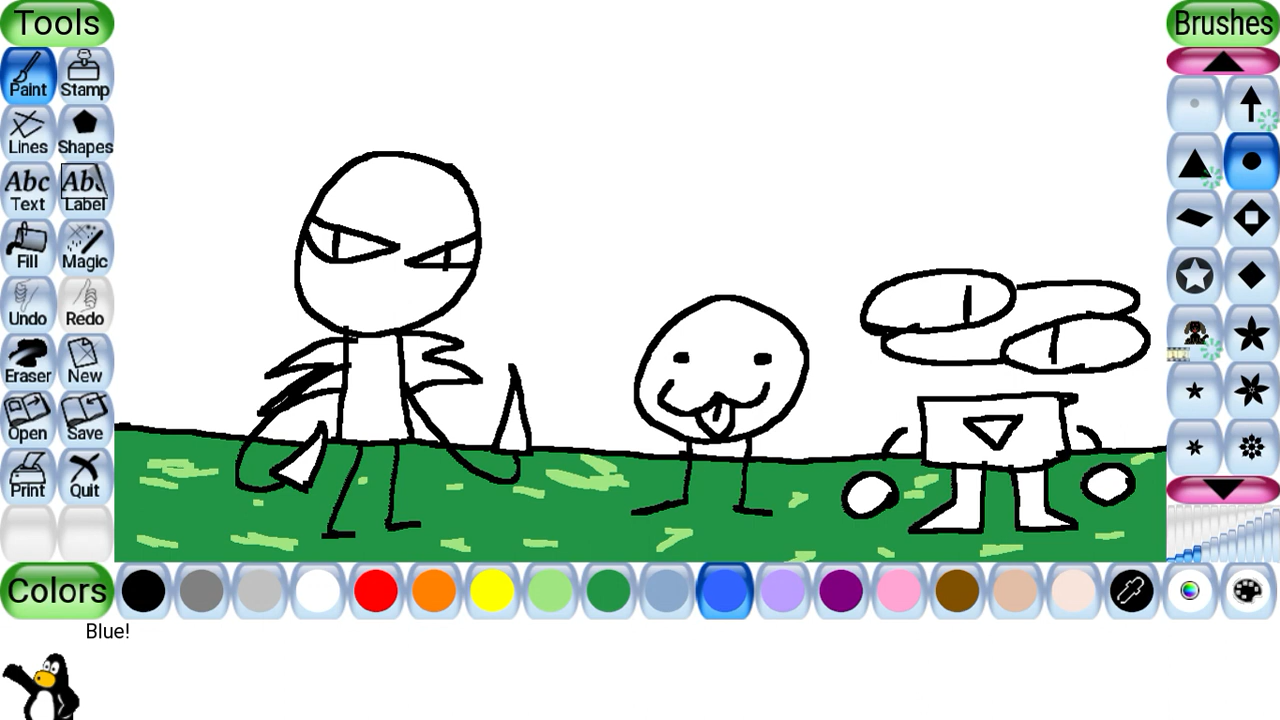 Tools
Brushes
Paint
Stamp
Lines
Shapes
Abc
Text
Abc
Label
Fill
Magic
Undo
Redo
Eraser
New
Open
Save
Print
Quit
Colors
Blue!